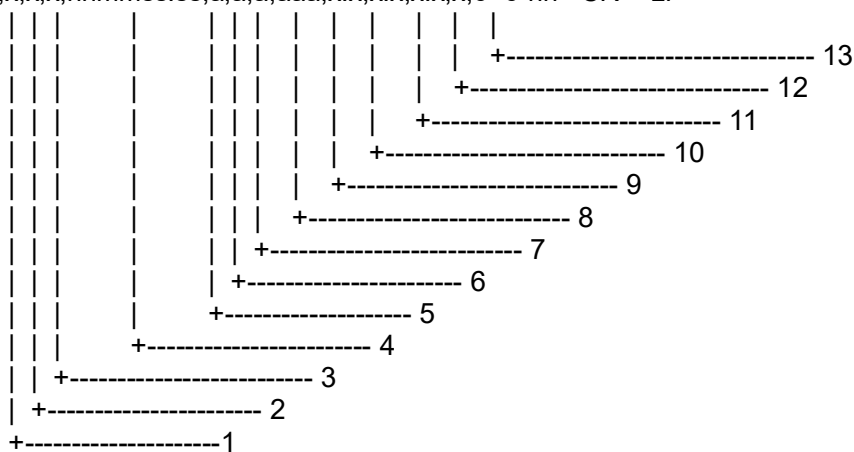 | | | | | | | | | | | | |
| | | | | | | | | | | | +-------------------------------- 13
| | | | | | | | | | | +-------------------------------- 12
| | | | | | | | | | +------------------------------- 11
| | | | | | | | | +------------------------------ 10
| | | | | | | | +----------------------------- 9
| | | | | | | +---------------------------- 8
| | | | | | +--------------------------- 7
| | | | | +----------------------- 6
| | | | +--------------------- 5
| | | +------------------------ 4
| | +-------------------------- 3
| +----------------------- 2
+---------------------1